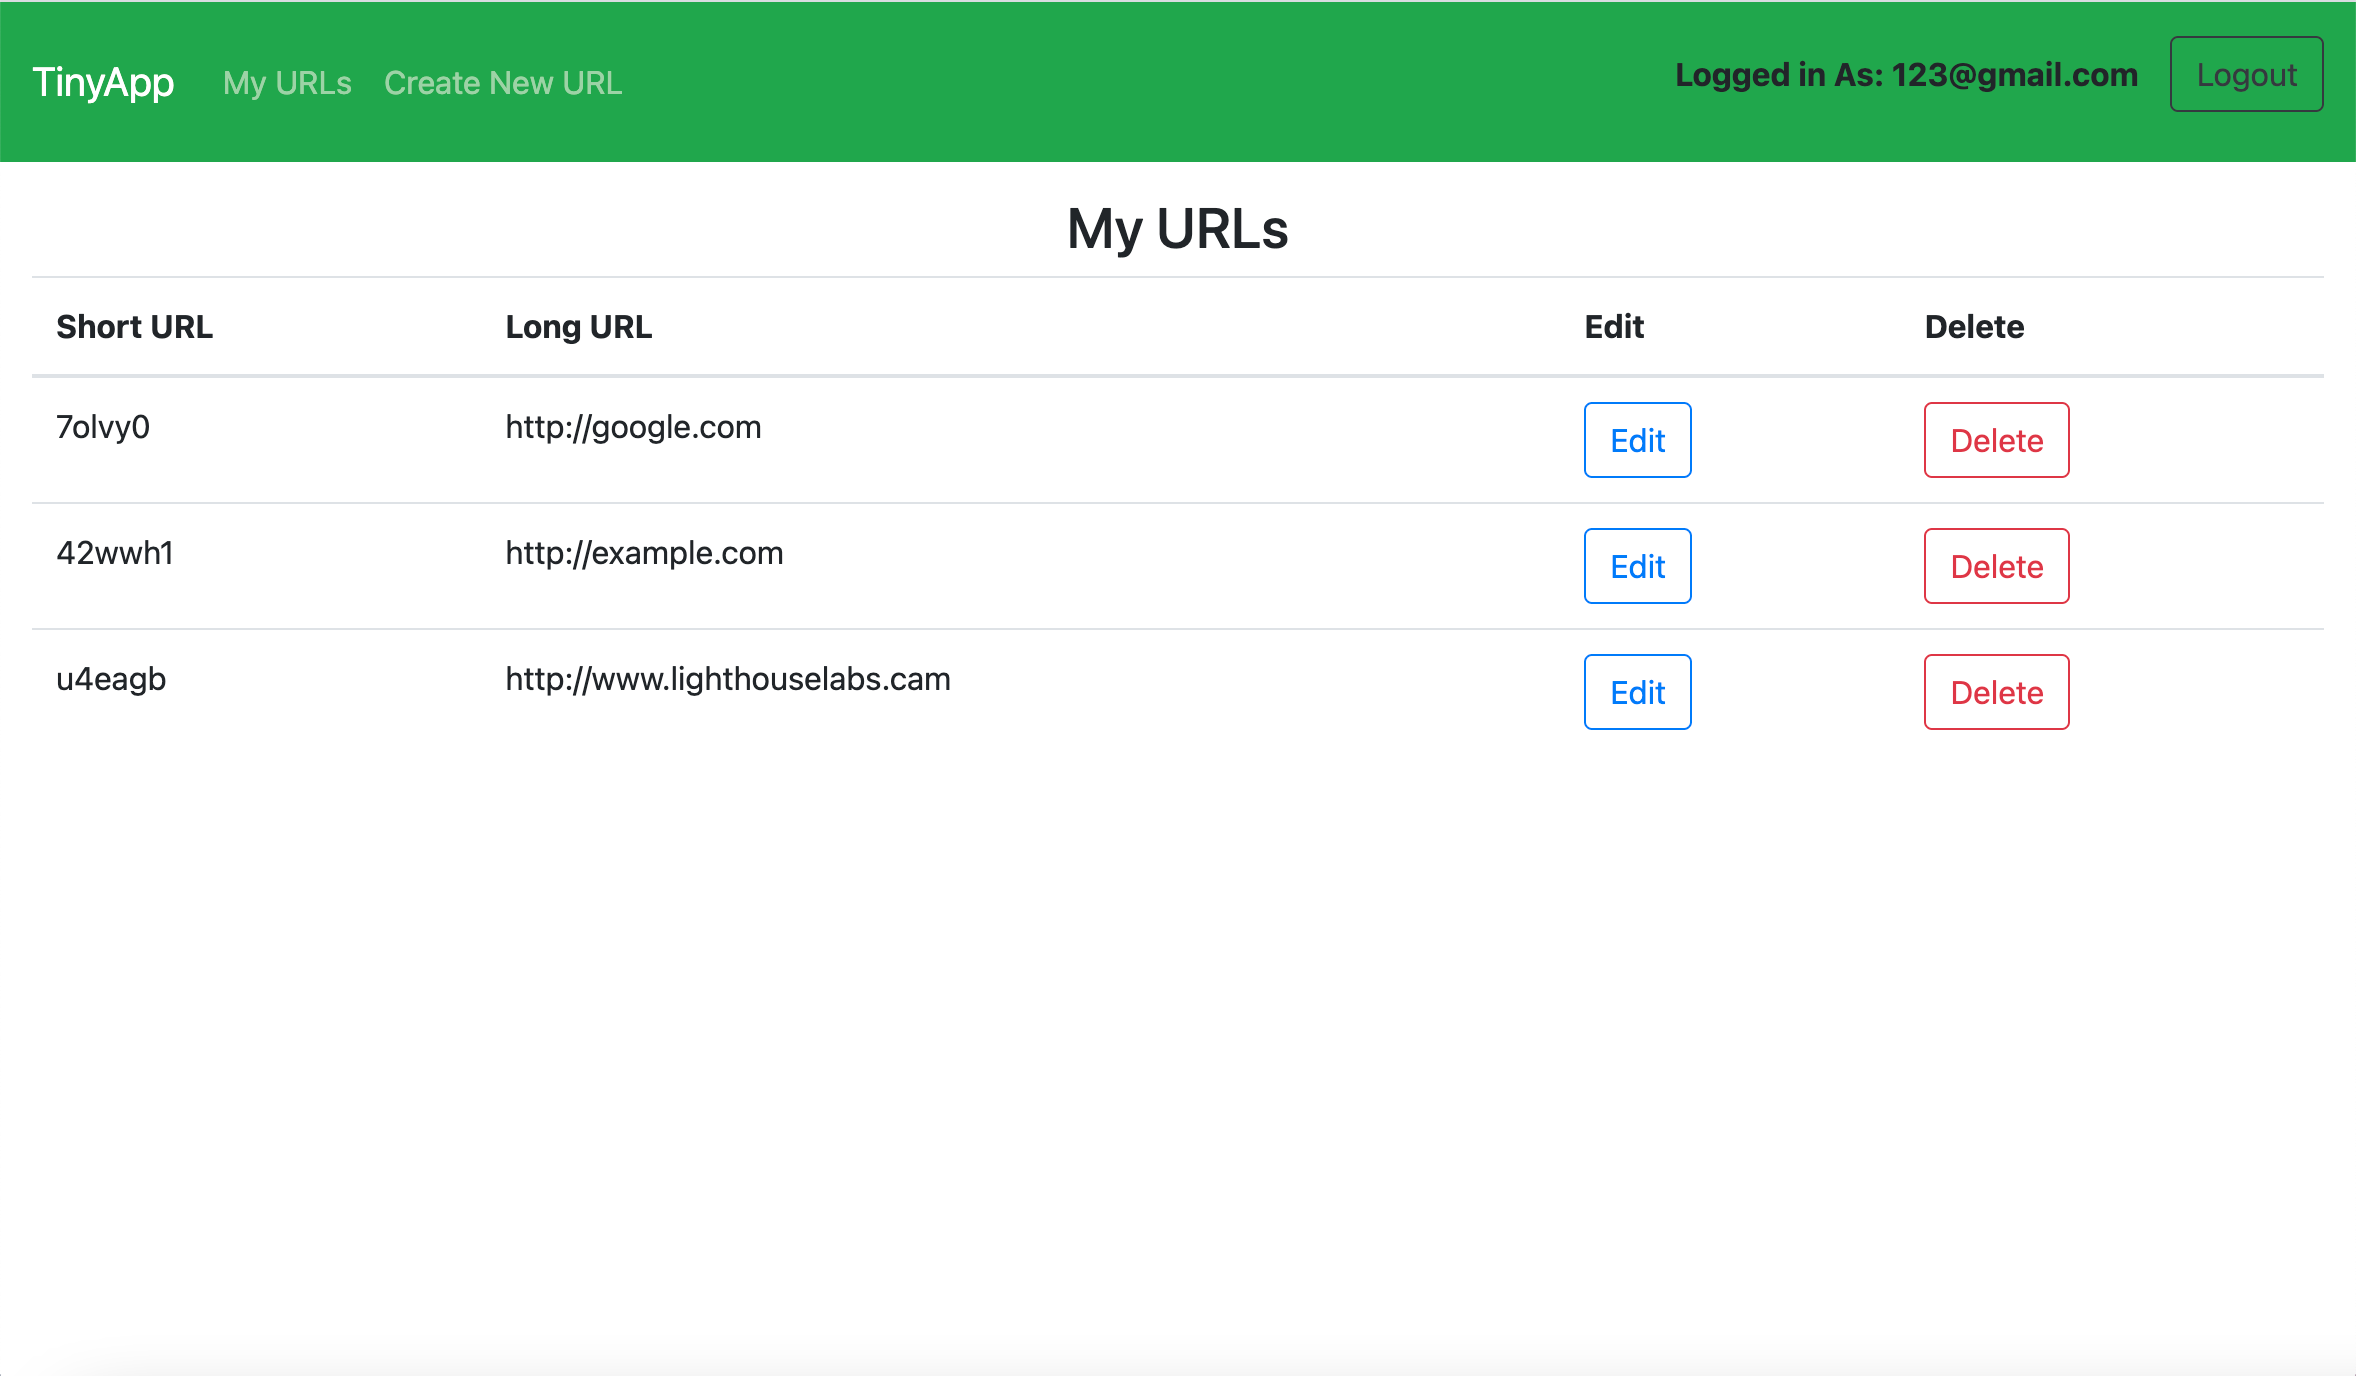 TinyApp My URLs Create New URL Logged in As: 123@gmail.com Logout
My URLs
Short URL Long URL Edit Delete
7olvy0 http://google.com Edit Delete
42wwh1 http://example.com Edit Delete
u4eagb http://www.lighthouselabs.cam Edit Delete